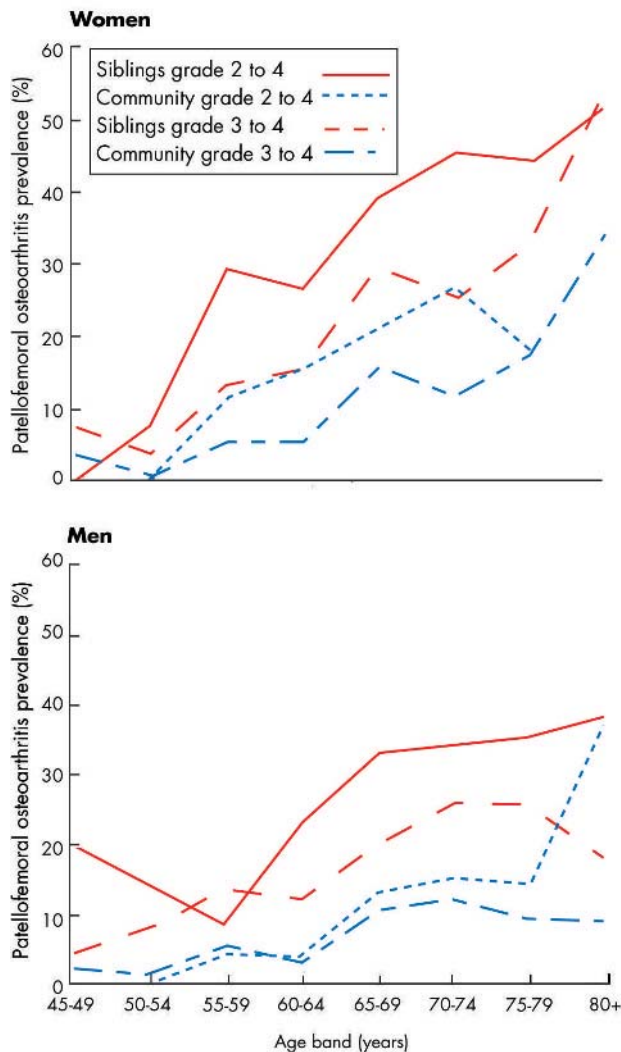 Women
60
50
40
30
20
10
0
Patellofemoral osteoarthritis prevalence (%)
Siblings grade 2 to 4
Community grade 2 to 4
Siblings grade 3 to 4
Community grade 3 to 4
Men
60
50
40
30
20
10
0
Patellofemoral osteoarthritis prevalence (%)
45-49 50-54 55-59 60-64 65-69 70-74 75-79 80+
Age band (years)